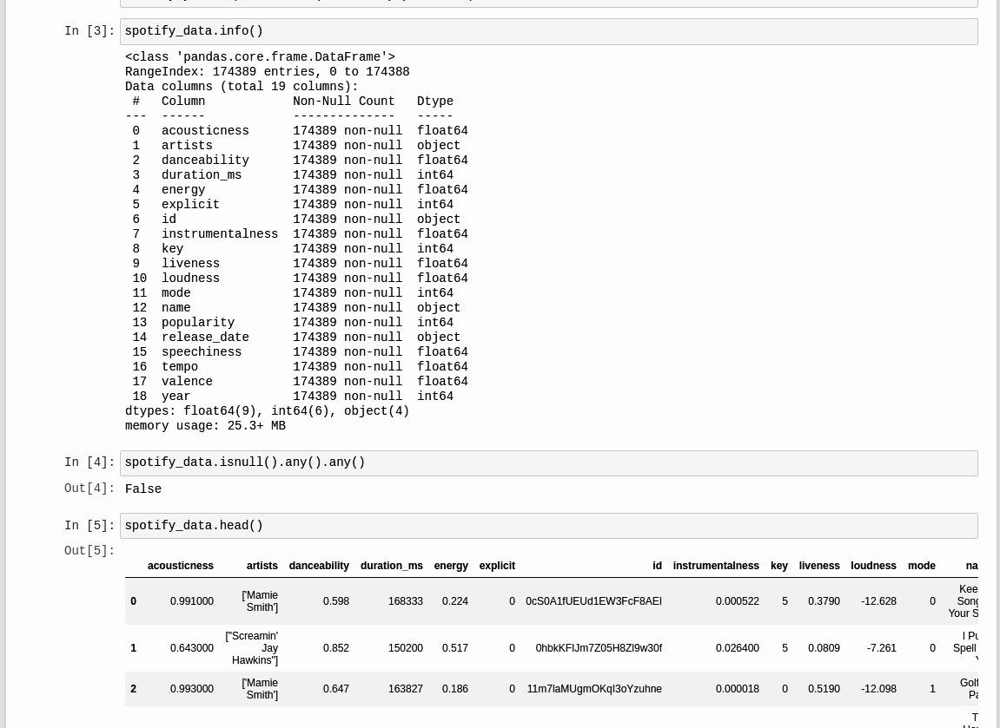 In [3]: spotify_data.info()
<class 'pandas.core.frame.DataFrame'>
RangeIndex: 174389 entries, 0 to 174388
Data columns (total 19 columns):
#   Column            Non-Null Count   Dtype
---  ------            --------------   -----
0   acousticness      174389 non-null  float64
1   artists           174389 non-null  object
2   danceability      174389 non-null  float64
3   duration_ms       174389 non-null  int64
4   energy            174389 non-null  float64
5   explicit          174389 non-null  int64
6   id                174389 non-null  object
7   instrumentalness  174389 non-null  float64
8   key               174389 non-null  int64
9   liveness          174389 non-null  float64
10  loudness          174389 non-null  float64
11  mode              174389 non-null  int64
12  name              174389 non-null  object
13  popularity        174389 non-null  int64
14  release_date      174389 non-null  object
15  speechiness       174389 non-null  float64
16  tempo             174389 non-null  float64
17  valence           174389 non-null  float64
18  year              174389 non-null  int64
dtypes: float64(9), int64(6), object(4)
memory usage: 25.3+ MB
In [4]: spotify_data.isnull().any().any()
Out[4]: False
In [5]: spotify_data.head()
Out[5]:
acousticness artists danceability duration_ms energy explicit id instrumentalness key liveness loudness mode na
0 0.991000 ['Mamie Smith'] 0.598 168333 0.224 0 0cS0A1fUEUd1EW3FcF8AEI 0.000522 5 0.3790 -12.628 0 Kee Song Your S
1 0.643000 ["Screamin' Jay Hawkins"] 0.852 150200 0.517 0 0hbkKFIJm7Z05H8Zl9w30f 0.026400 5 0.0809 -7.261 0 I Pu Spell
2 0.993000 ['Mamie Smith'] 0.647 163827 0.186 0 11m7laMUgmOKqI3oYzuhne 0.000018 0 0.5190 -12.098 1 Golf Pa
T